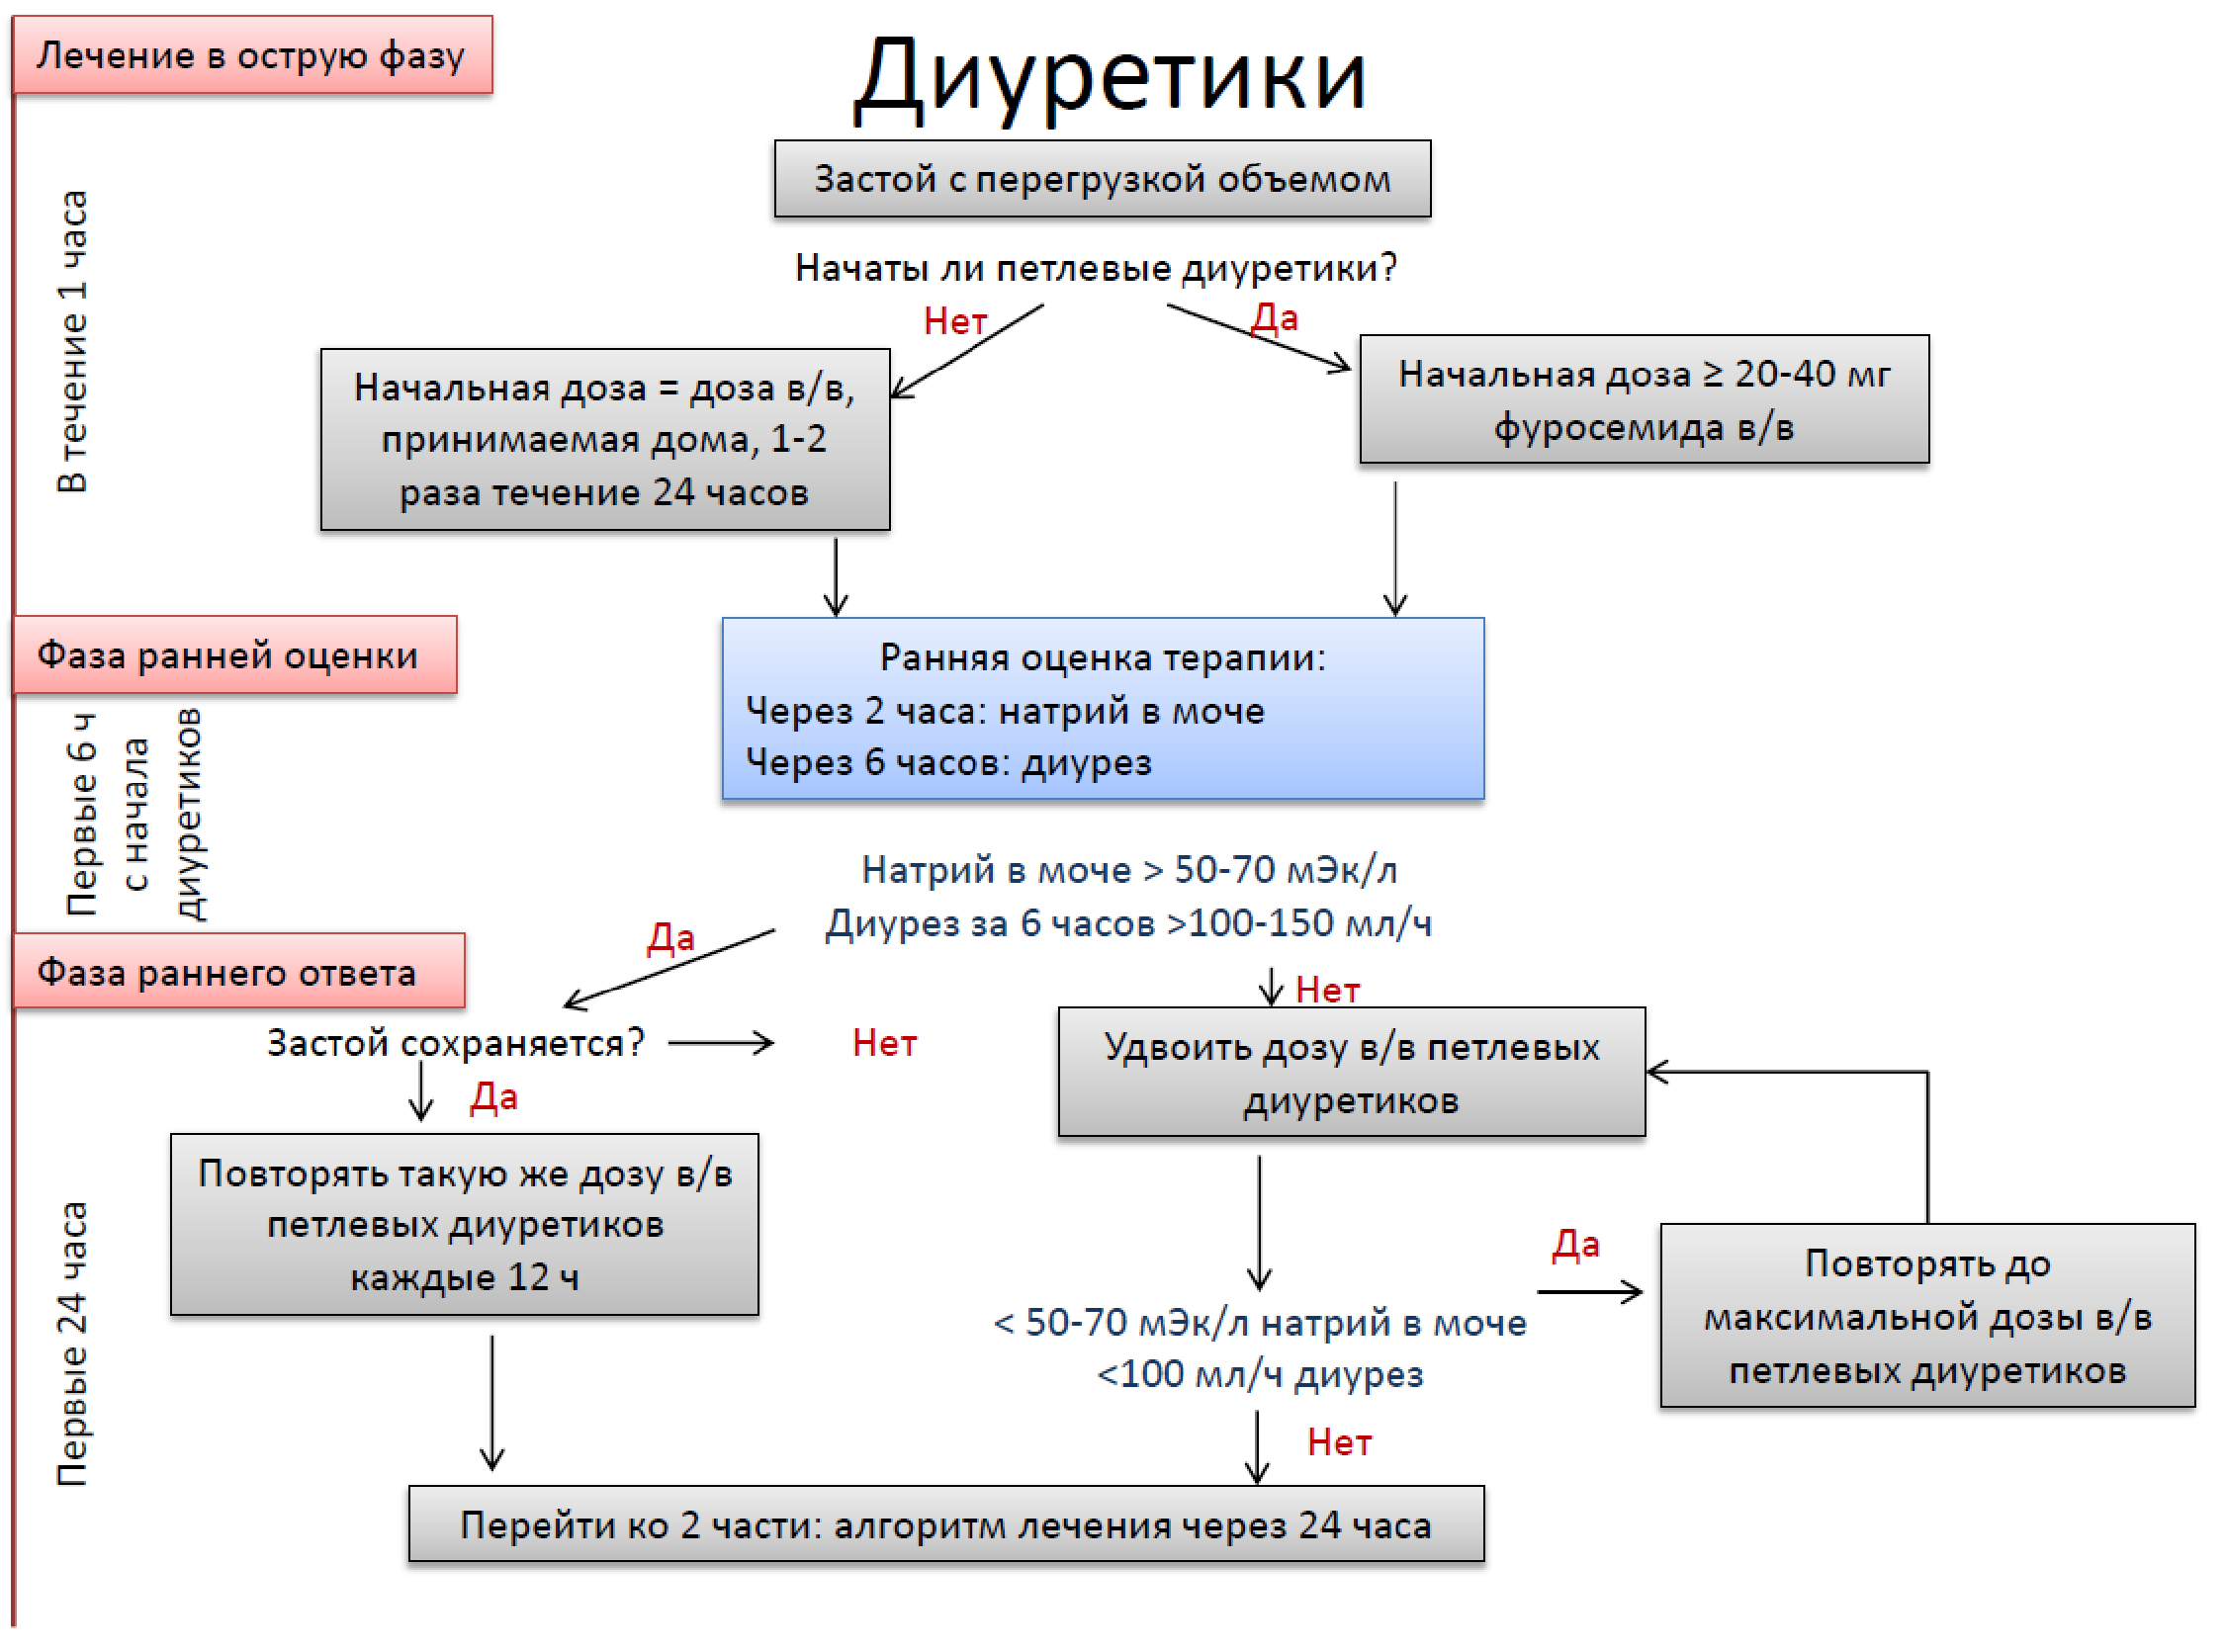 Лечение в острую фазу
Диуретики
Застой с перегрузкой объемом
В течение 1 часа
Начаты ли петлевые диуретики?
Нет
Да
Начальная доза = доза в/в,
принимаемая дома, 1-2
раза течение 24 часов
Начальная доза ≥ 20-40 мг
фуросемида в/в
Фаза ранней оценки
Ранняя оценка терапии:
Через 2 часа: натрий в моче
Через 6 часов: диурез
Первые 6 ч
с начала
диуретиков
Натрий в моче > 50-70 мЭк/л
Диурез за 6 часов >100-150 мл/ч
Да
Нет
Фаза раннего ответа
Застой сохраняется?
Нет
Да
Удвоить дозу в/в петлевых
диуретиков
Повторять такую же дозу в/в
петлевых диуретиков
каждые 12 ч
Первые 24 часа
< 50-70 мЭк/л натрий в моче
<100 мл/ч диурез
Да
Повторять до
максимальной дозы в/в
петлевых диуретиков
Нет
Перейти ко 2 части: алгоритм лечения через 24 часа